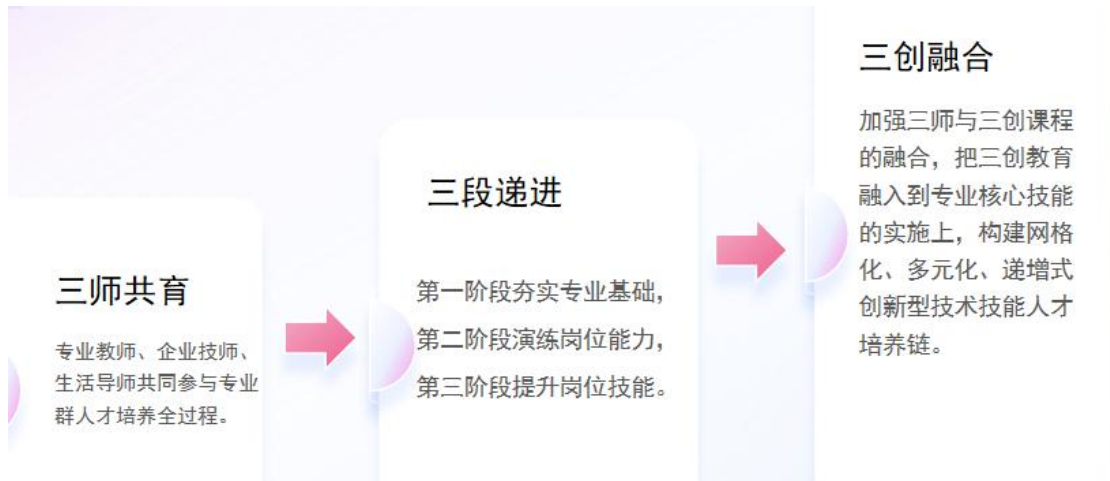 三师共育
专业教师、企业技师、
生活导师共同参与专业
群人才培养全过程。
三段递进
第一阶段夯实专业基础,
第二阶段演练岗位能力,
第三阶段提升岗位技能。
三创融合
加强三师与三创课程
的融合，把三创教育
融入到专业核心技能
的实施上，构建网格
化、多元化、递增式
创新型技术技能人才
培养链。